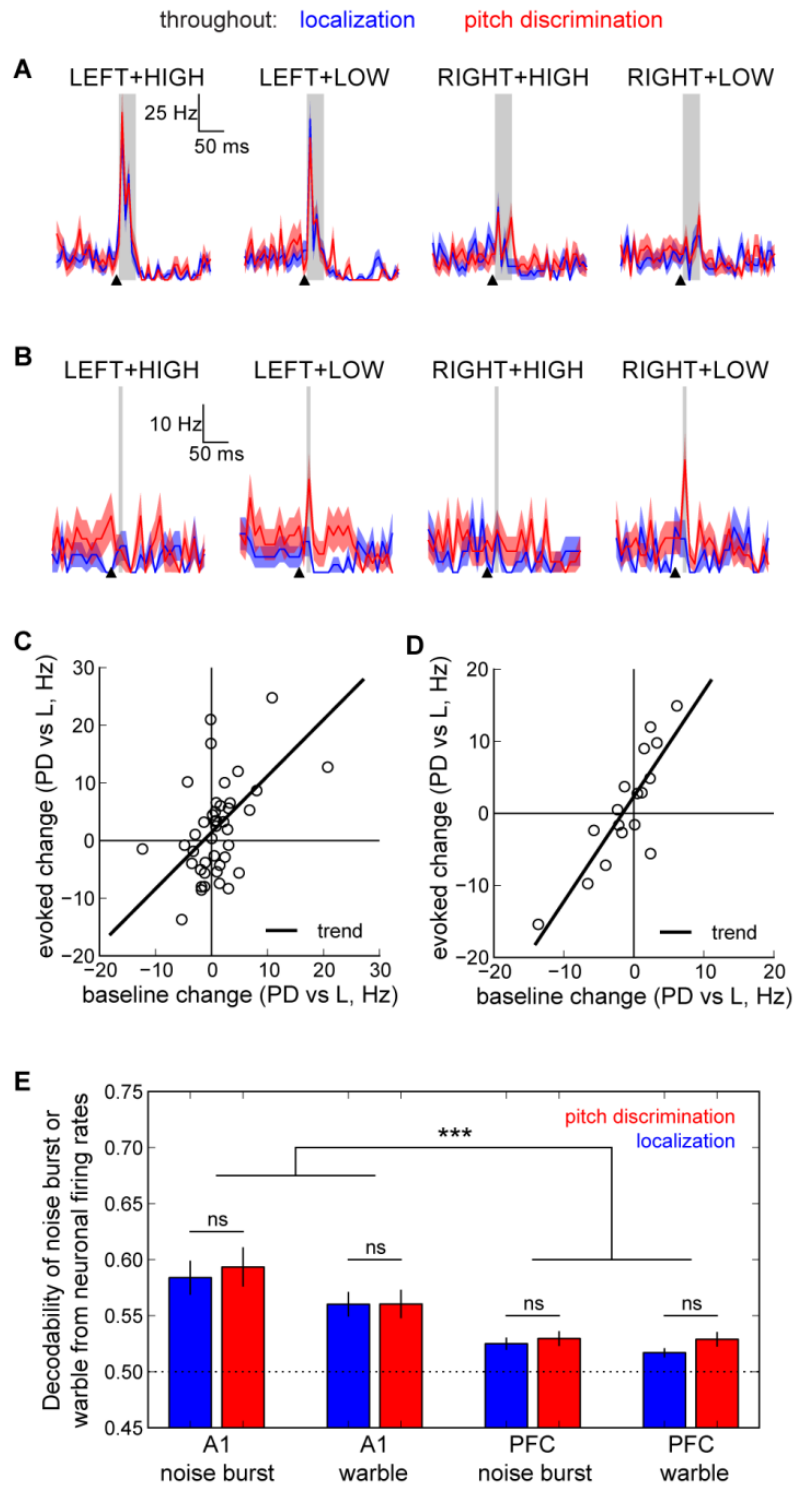 throughout: localization pitch discrimination
A
LEFT+HIGH LEFT+LOW RIGHT+HIGH RIGHT+LOW
25 Hz
50 ms
B
LEFT+HIGH LEFT+LOW RIGHT+HIGH RIGHT+LOW
10 Hz
50 ms
C
evoked change (PD vs L, Hz)
30
20
10
0
−10
−20
trend
−20 −10 0 10 20 30
baseline change (PD vs L, Hz)
D
evoked change (PD vs L, Hz)
20
10
0
−10
−20
trend
−20 −10 0 10 20
baseline change (PD vs L, Hz)
E
Decodability of noise burst or
warble from neuronal firing rates
0.75
0.70
0.65
0.60
0.55
0.50
0.45
pitch discrimination
localization
***
ns ns ns ns
A1 A1 PFC PFC
noise burst warble noise burst warble